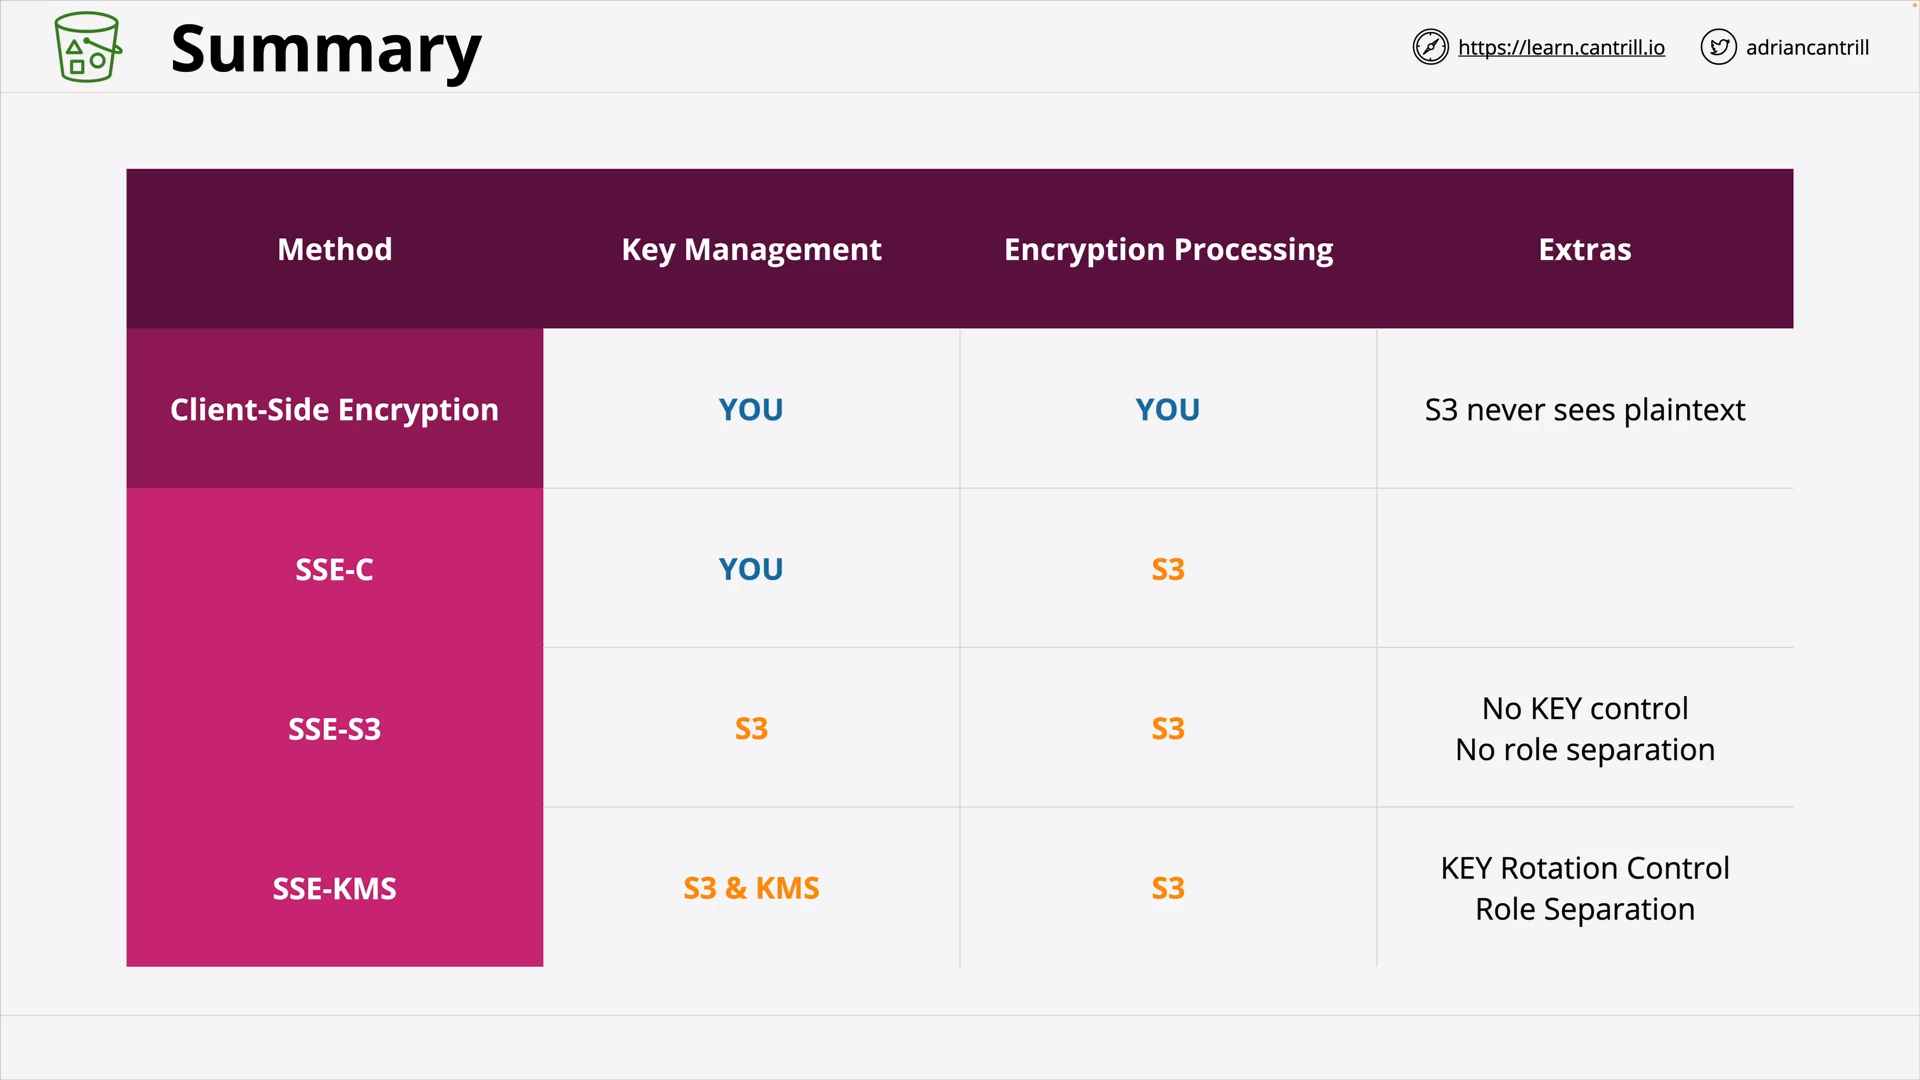 Summary
https://learn.cantrill.io
adriancantrill
Method
Key Management
Encryption Processing
Extras
Client-Side Encryption
YOU
YOU
S3 never sees plaintext
SSE-C
YOU
S3
SSE-S3
S3
S3
No KEY control
No role separation
SSE-KMS
S3 & KMS
S3
KEY Rotation Control
Role Separation